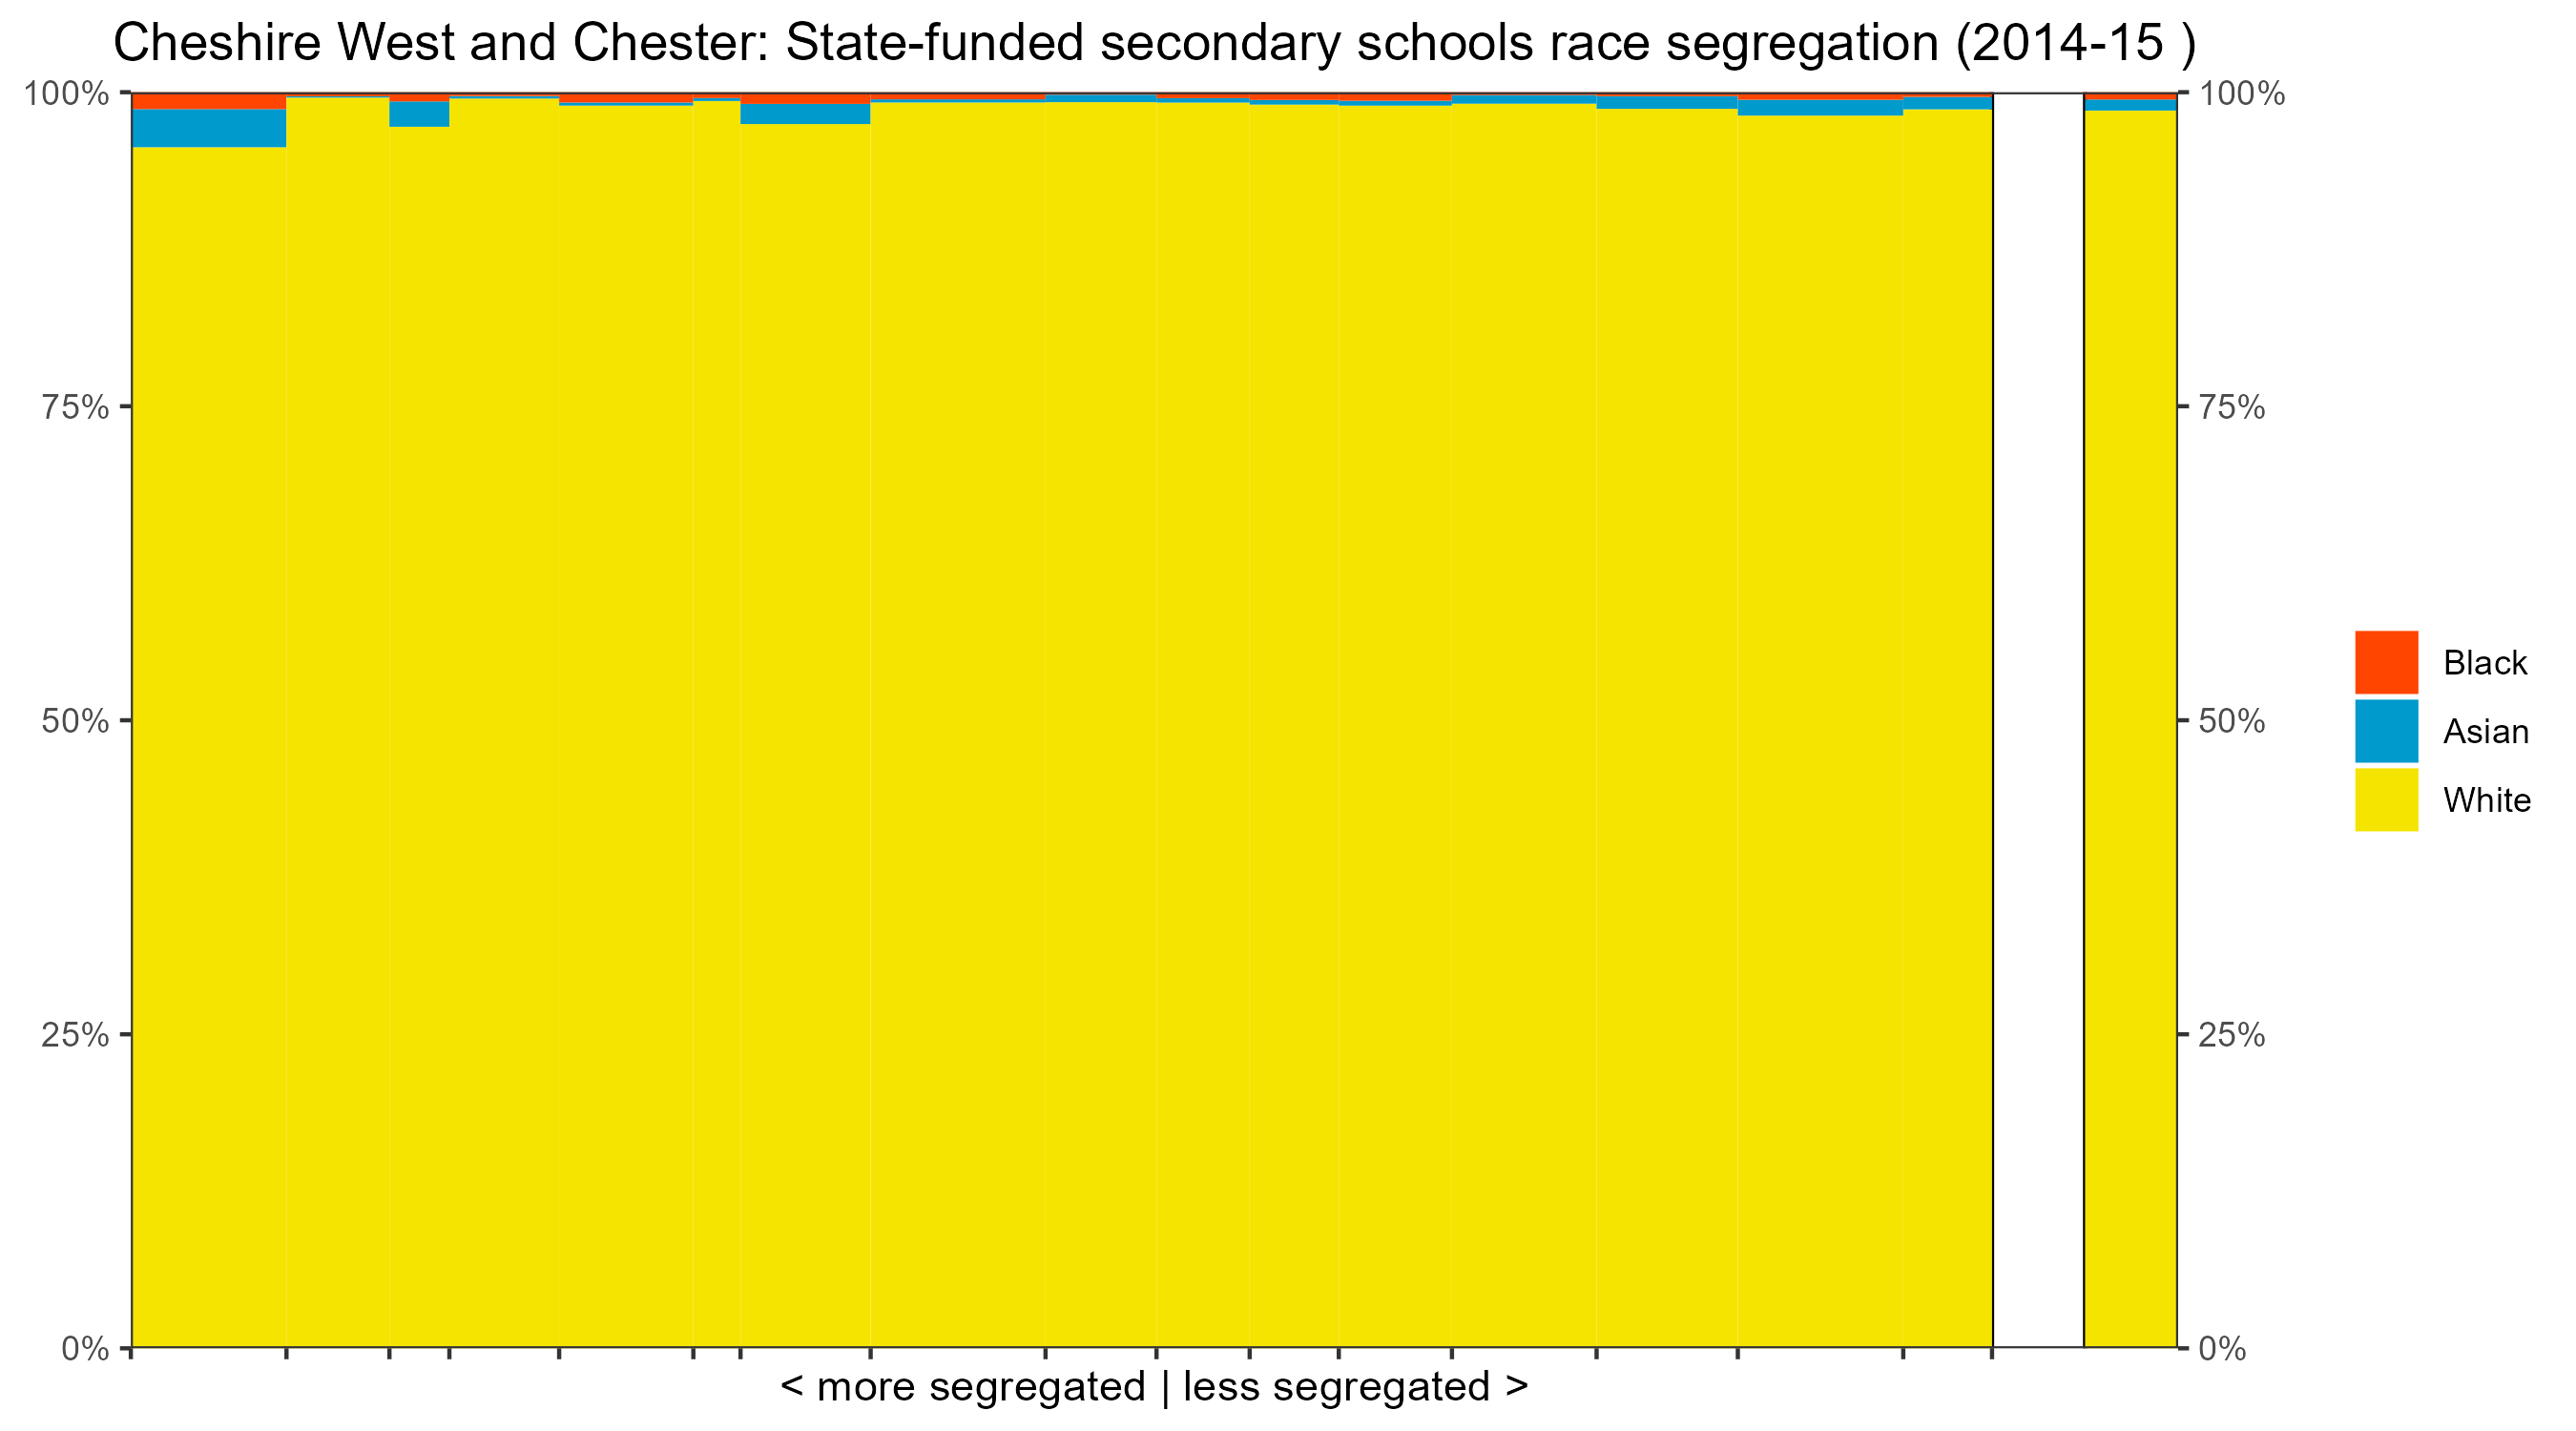 Cheshire West and Chester: State-funded secondary schools race segregation (2014-15 )
100%
75%
50%
25%
0%
100%
75%
50%
25%
0%
Black
Asian
White
< more segregated | less segregated >